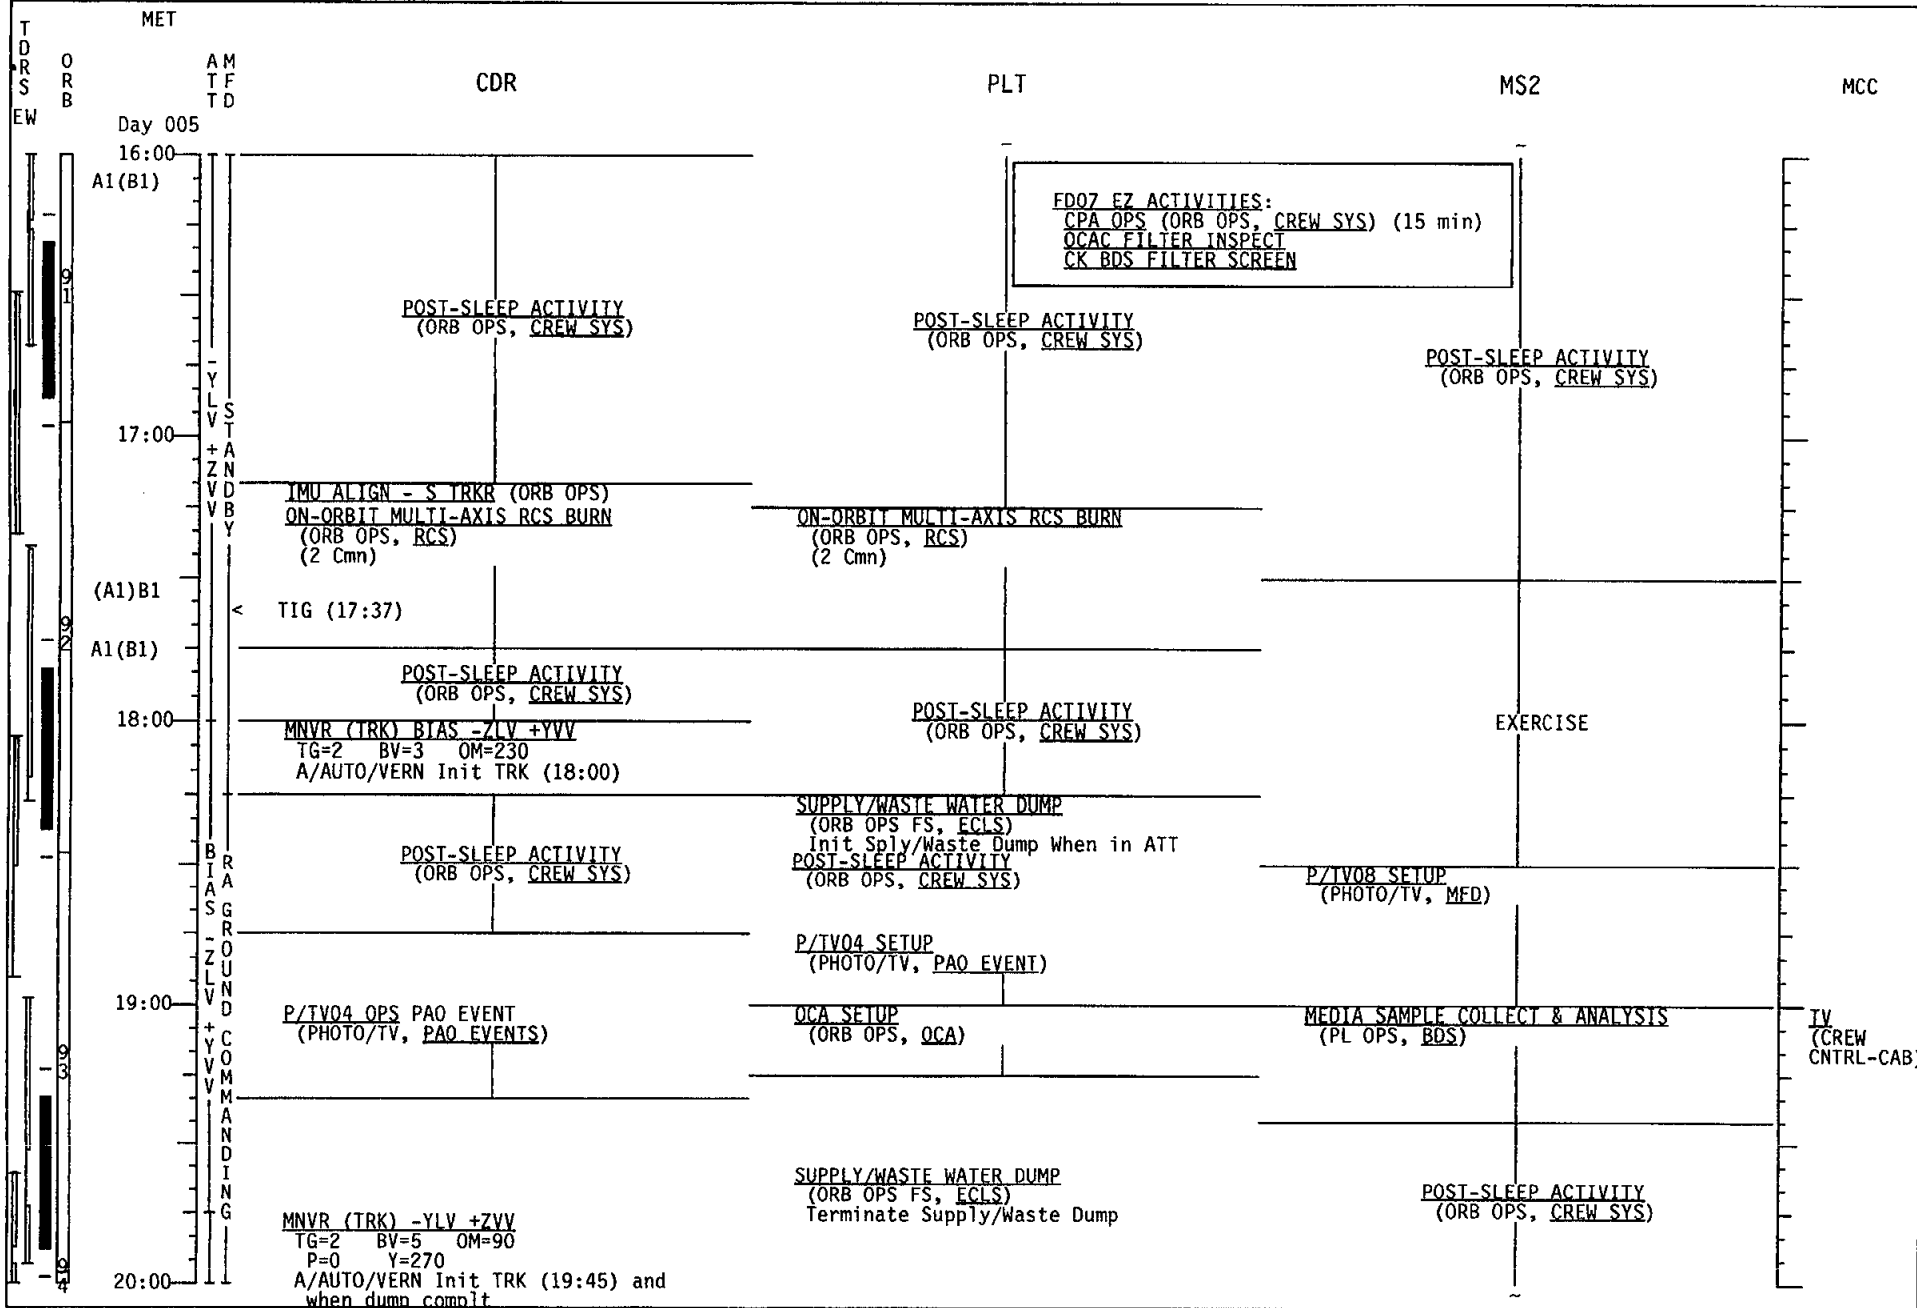 MET
TDRS
EW
ORB
ATT
MFD
CDR
PLT
MS2
MCC
Day 005
16:00
A1(B1)
91
17:00
(A1)B1
92
A1(B1)
18:00
19:00
93
20:00
94
-YLV +ZVV
STANDBY
BIAS -ZLV +YVV
RA GROUND COMMANDING
POST-SLEEP ACTIVITY
(ORB OPS, CREW SYS)
IMU ALIGN - S TRKR (ORB OPS)
ON-ORBIT MULTI-AXIS RCS BURN
(ORB OPS, RCS)
(2 Cmn)
< TIG (17:37)
POST-SLEEP ACTIVITY
(ORB OPS, CREW SYS)
MNVR (TRK) BIAS -ZLV +YVV
TG=2 BV=3 OM=230
A/AUTO/VERN Init TRK (18:00)
POST-SLEEP ACTIVITY
(ORB OPS, CREW SYS)
P/TV04 OPS PAO EVENT
(PHOTO/TV, PAO EVENTS)
MNVR (TRK) -YLV +ZVV
TG=2 BV=5 OM=90
P=0 Y=270
A/AUTO/VERN Init TRK (19:45) and
when dump complt
FD07 EZ ACTIVITIES:
CPA OPS (ORB OPS, CREW SYS) (15 min)
OCAC FILTER INSPECT
CK BDS FILTER SCREEN
POST-SLEEP ACTIVITY
(ORB OPS, CREW SYS)
ON-ORBIT MULTI-AXIS RCS BURN
(ORB OPS, RCS)
(2 Cmn)
POST-SLEEP ACTIVITY
(ORB OPS, CREW SYS)
SUPPLY/WASTE WATER DUMP
(ORB OPS FS, ECLS)
Init Sply/Waste Dump When in ATT
POST-SLEEP ACTIVITY
(ORB OPS, CREW SYS)
P/TV04 SETUP
(PHOTO/TV, PAO EVENT)
OCA SETUP
(ORB OPS, OCA)
SUPPLY/WASTE WATER DUMP
(ORB OPS FS, ECLS)
Terminate Supply/Waste Dump
~
POST-SLEEP ACTIVITY
(ORB OPS, CREW SYS)
EXERCISE
P/TV08 SETUP
(PHOTO/TV, MFD)
MEDIA SAMPLE COLLECT & ANALYSIS
(PL OPS, BDS)
POST-SLEEP ACTIVITY
(ORB OPS, CREW SYS)
~
TV
(CREW
CNTRL-CAB)